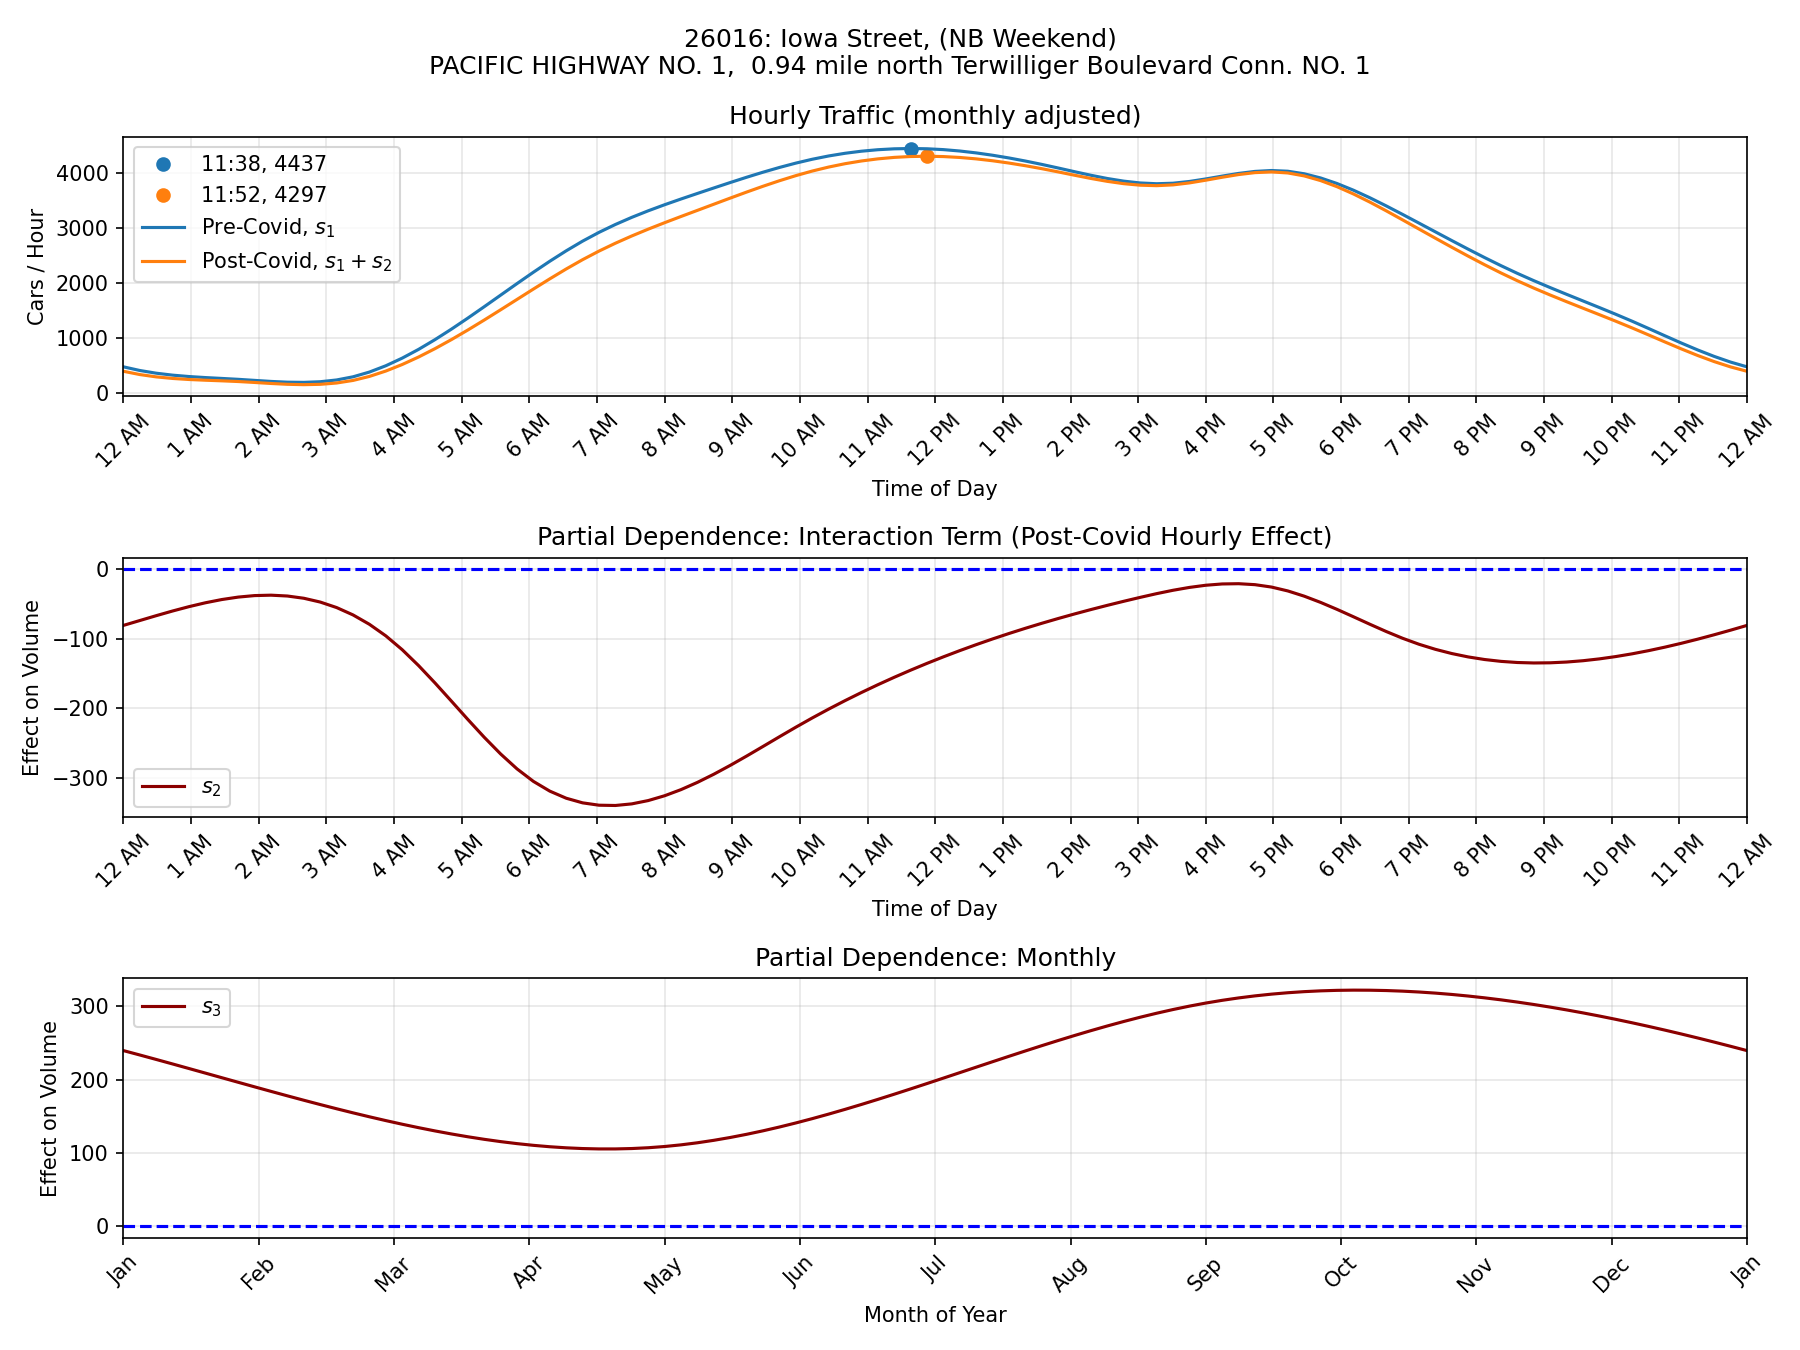 26016: Iowa Street, (NB Weekend)
PACIFIC HIGHWAY NO. 1,  0.94 mile north Terwilliger Boulevard Conn. NO. 1
Hourly Traffic (monthly adjusted)
11:38, 4437
11:52, 4297
Pre-Covid, s₁
Post-Covid, s₁ + s₂
Cars / Hour
4000
3000
2000
1000
0
12 AM 1 AM 2 AM 3 AM 4 AM 5 AM 6 AM 7 AM 8 AM 9 AM 10 AM 11 AM 12 PM 1 PM 2 PM 3 PM 4 PM 5 PM 6 PM 7 PM 8 PM 9 PM 10 PM 11 PM 12 AM
Time of Day
Partial Dependence: Interaction Term (Post-Covid Hourly Effect)
Effect on Volume
0
−100
−200
−300
s₂
12 AM 1 AM 2 AM 3 AM 4 AM 5 AM 6 AM 7 AM 8 AM 9 AM 10 AM 11 AM 12 PM 1 PM 2 PM 3 PM 4 PM 5 PM 6 PM 7 PM 8 PM 9 PM 10 PM 11 PM 12 AM
Time of Day
Partial Dependence: Monthly
s₃
Effect on Volume
300
200
100
0
Jan Feb Mar Apr May Jun Jul Aug Sep Oct Nov Dec Jan
Month of Year